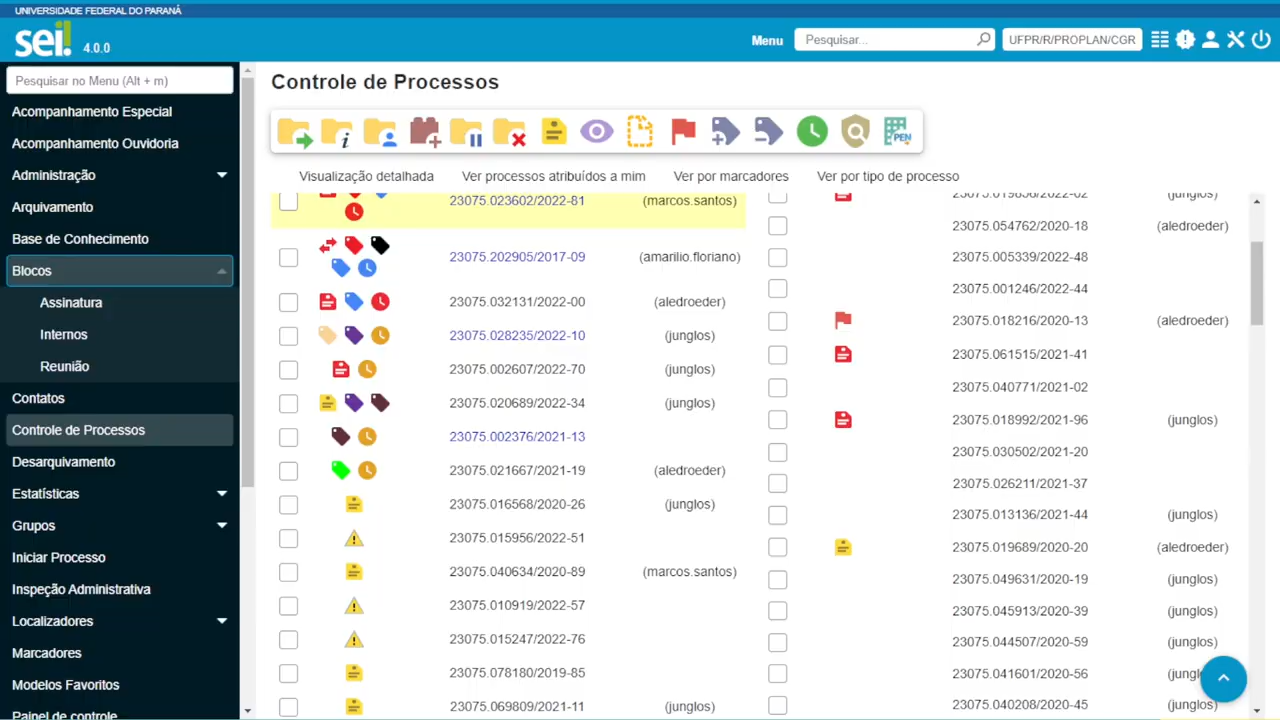 UNIVERSIDADE FEDERAL DO PARANÁ
sei! 4.0.0
Menu
Pesquisar...
UFPR/R/PROPLAN/CGR
Pesquisar no Menu (Alt + m)
Acompanhamento Especial
Acompanhamento Ouvidoria
Administração
Arquivamento
Base de Conhecimento
Blocos
Assinatura
Internos
Reunião
Contatos
Controle de Processos
Desarquivamento
Estatísticas
Grupos
Iniciar Processo
Inspeção Administrativa
Localizadores
Marcadores
Modelos Favoritos
Painel de controle
Controle de Processos
PEN
Visualização detalhada
Ver processos atribuídos a mim
Ver por marcadores
Ver por tipo de processo
23075.023602/2022-81 (marcos.santos)
23075.202905/2017-09 (amarilio.floriano)
23075.032131/2022-00 (aledroeder)
23075.028235/2022-10 (junglos)
23075.002607/2022-70 (junglos)
23075.020689/2022-34 (junglos)
23075.002376/2021-13
23075.021667/2021-19 (aledroeder)
23075.016568/2020-26 (junglos)
23075.015956/2022-51
23075.040634/2020-89 (marcos.santos)
23075.010919/2022-57
23075.015247/2022-76
23075.078180/2019-85
23075.069809/2021-11 (junglos)
(junglos)
23075.054762/2020-18 (aledroeder)
23075.005339/2022-48
23075.001246/2022-44
23075.018216/2020-13 (aledroeder)
23075.061515/2021-41
23075.040771/2021-02
23075.018992/2021-96 (junglos)
23075.030502/2021-20
23075.026211/2021-37
23075.013136/2021-44 (junglos)
23075.019689/2020-20 (aledroeder)
23075.049631/2020-19 (junglos)
23075.045913/2020-39 (junglos)
23075.044507/2020-59 (junglos)
23075.041601/2020-56
23075.040208/2020-45 (junglos)